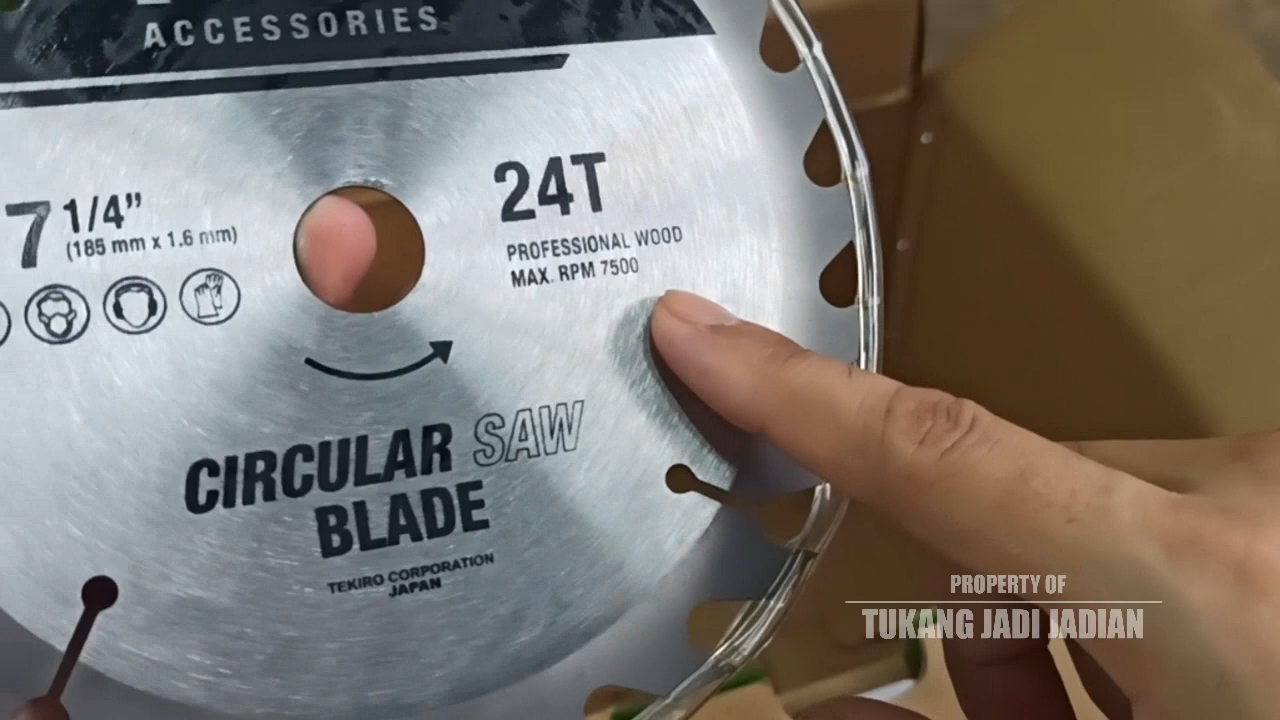 ACCESSORIES
7 1/4”
(185 mm x 1.6 mm)
24T
PROFESSIONAL WOOD
MAX. RPM 7500
CIRCULAR SAW
BLADE
TEKIRO CORPORATION
JAPAN
PROPERTY OF
TUKANG JADI JADIAN